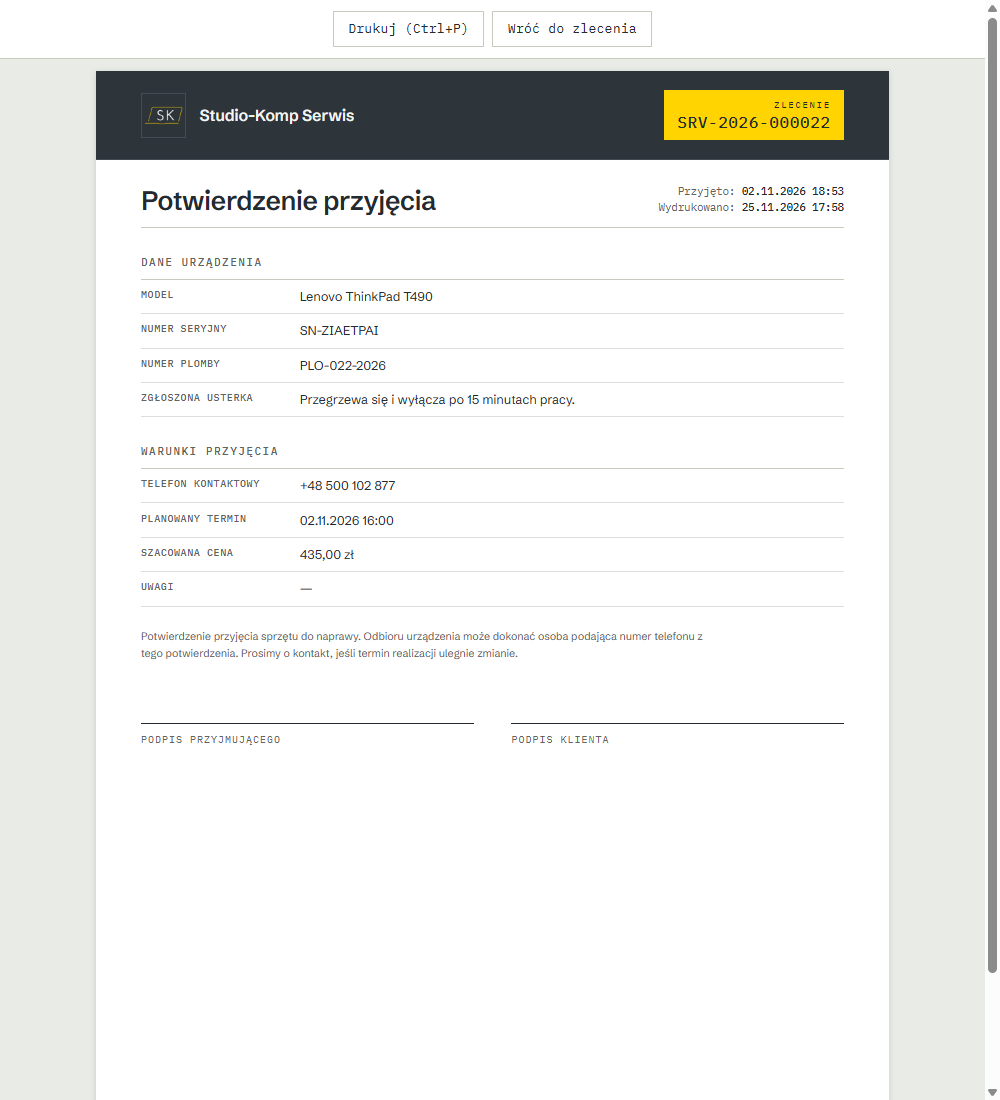 Drukuj (Ctrl+P)
Wróć do zlecenia
SK
Studio-Komp Serwis
ZLECENIE
SRV-2026-000022
Potwierdzenie przyjęcia
Przyjęto: 02.11.2026 18:53
Wydrukowano: 25.11.2026 17:58
DANE URZĄDZENIA
MODEL
Lenovo ThinkPad T490
NUMER SERYJNY
SN-ZIAETPAI
NUMER PLOMBY
PLO-022-2026
ZGŁOSZONA USTERKA
Przegrzewa się i wyłącza po 15 minutach pracy.
WARUNKI PRZYJĘCIA
TELEFON KONTAKTOWY
+48 500 102 877
PLANOWANY TERMIN
02.11.2026 16:00
SZACOWANA CENA
435,00 zł
UWAGI
—
Potwierdzenie przyjęcia sprzętu do naprawy. Odbioru urządzenia może dokonać osoba podająca numer telefonu z
tego potwierdzenia. Prosimy o kontakt, jeśli termin realizacji ulegnie zmianie.
PODPIS PRZYJMUJĄCEGO
PODPIS KLIENTA